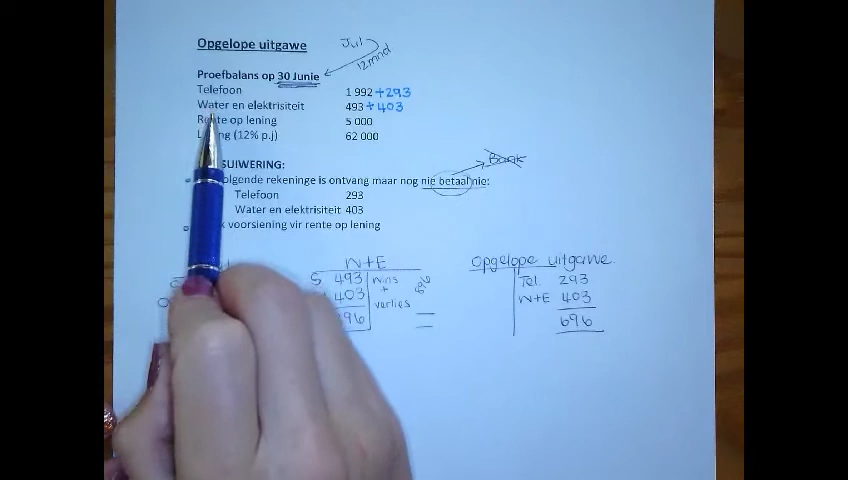 Opgelope uitgawe
Jul
12mnd
Proefbalans op 30 Junie
Telefoon 1 992 +293
Water en elektrisiteit 493 +403
Rente op lening 5 000
(12% p.j) 62 000
SUIWERING:
Bank
olgende rekeninge is ontvang maar nog nie betaal nie:
Telefoon 293
Water en elektrisiteit 403
voorsiening vir rente op lening
W+E
S 493 wins
403 + verlies
896
696
Opgelope uitgawe
Tel. 293
W+E 403
696